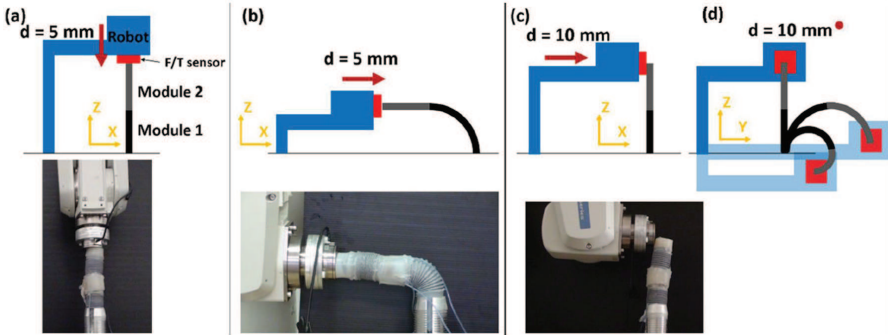 (a)
d = 5 mm
Robot
F/T sensor
Module 2
Module 1
Z
X
(b)
d = 5 mm
Z
X
(c)
d = 10 mm
Z
X
(d)
d = 10 mm
Z
Y